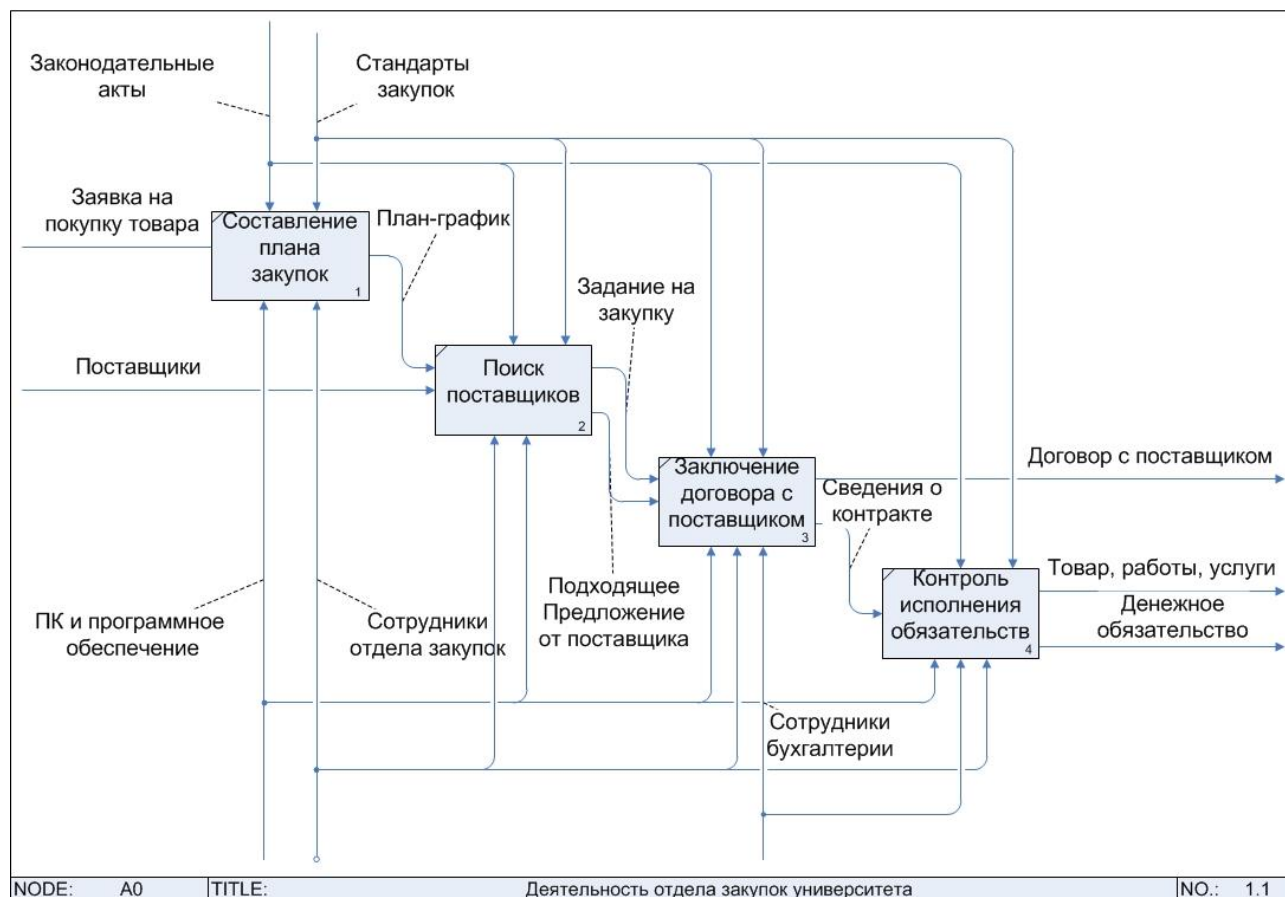 Законодательные
акты
Стандарты
закупок
Заявка на
покупку товара
Составление
плана
закупок
1
План-график
Задание на
закупку
Поставщики
Поиск
поставщиков
2
Заключение
договора с
поставщиком
3
Договор с поставщиком
Сведения о
контракте
Товар, работы, услуги
Контроль
исполнения
обязательств
4
Денежное
обязательство
ПК и программное
обеспечение
Сотрудники
отдела закупок
Подходящее
Предложение
от поставщика
Сотрудники
бухгалтерии
NODE: A0 TITLE: Деятельность отдела закупок университета NO.: 1.1